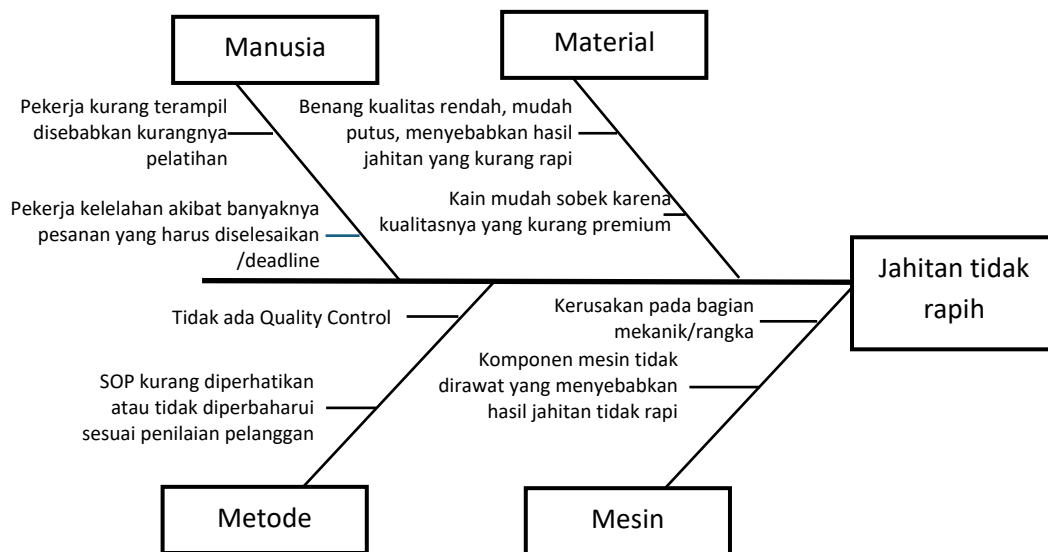 Manusia
Material
Pekerja kurang terampil
disebabkan kurangnya
pelatihan
Benang kualitas rendah, mudah
putus, menyebabkan hasil
jahitan yang kurang rapi
Pekerja kelelahan akibat banyaknya
pesanan yang harus diselesaikan
/deadline
Kain mudah sobek karena
kualitasnya yang kurang premium
Jahitan tidak
rapih
Tidak ada Quality Control
Kerusakan pada bagian
mekanik/rangka
SOP kurang diperhatikan
atau tidak diperbaharui
sesuai penilaian pelanggan
Komponen mesin tidak
dirawat yang menyebabkan
hasil jahitan tidak rapi
Metode
Mesin